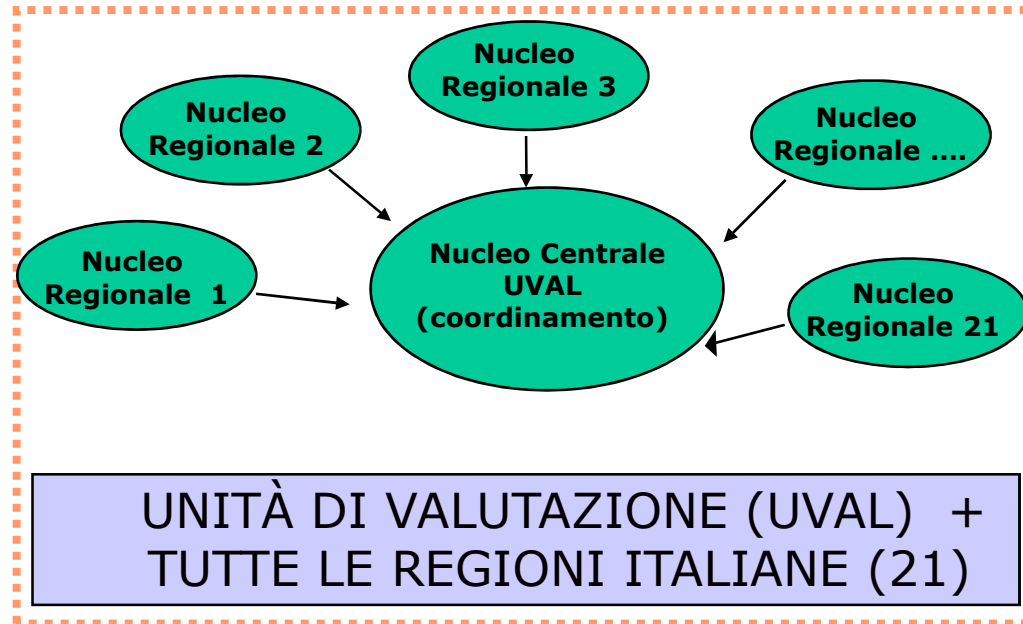 Nucleo
Regionale 3
Nucleo
Regionale 2
Nucleo
Regionale ....
Nucleo Centrale
UVAL
(coordinamento)
Nucleo
Regionale 1
Nucleo
Regionale 21
UNITÀ DI VALUTAZIONE (UVAL) +
TUTTE LE REGIONI ITALIANE (21)